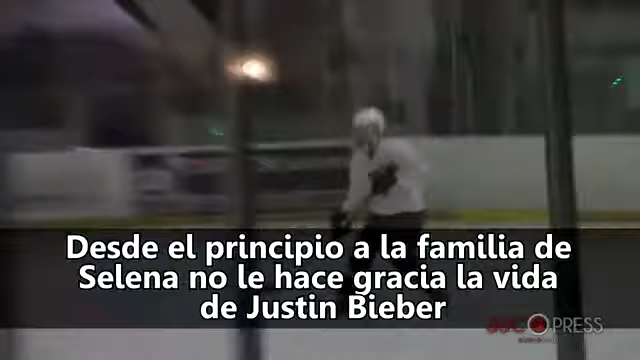 Desde el principio a la familia de
Selena no le hace gracia la vida
de Justin Bieber
PRESS